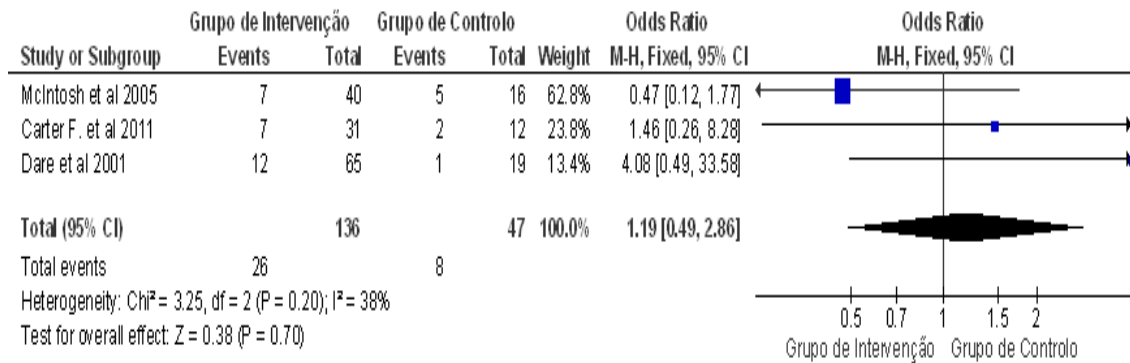 Grupo de Intervenção Grupo de Controlo Odds Ratio Odds Ratio
Study or Subgroup Events Total Events Total Weight M-H, Fixed, 95% CI M-H, Fixed, 95% CI
McIntosh et al 2005 7 40 5 16 62.8% 0.47 [0.12, 1.77]
Carter F. et al 2011 7 31 2 12 23.8% 1.46 [0.26, 8.28]
Dare et al 2001 12 65 1 19 13.4% 4.08 [0.49, 33.58]
Total (95% CI) 136 47 100.0% 1.19 [0.49, 2.86]
Total events 26 8
Heterogeneity: Chi² = 3.25, df = 2 (P = 0.20); I² = 38%
Test for overall effect: Z = 0.38 (P = 0.70)
0.5 0.7 1 1.5 2
Grupo de Intervenção Grupo de Controlo